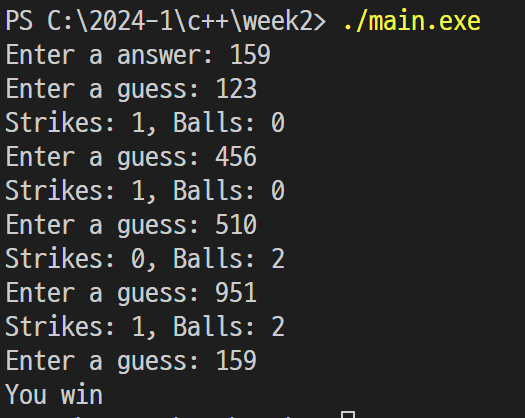 PS C:\2024-1\c++\week2> ./main.exe
Enter a answer: 159
Enter a guess: 123
Strikes: 1, Balls: 0
Enter a guess: 456
Strikes: 1, Balls: 0
Enter a guess: 510
Strikes: 0, Balls: 2
Enter a guess: 951
Strikes: 1, Balls: 2
Enter a guess: 159
You win